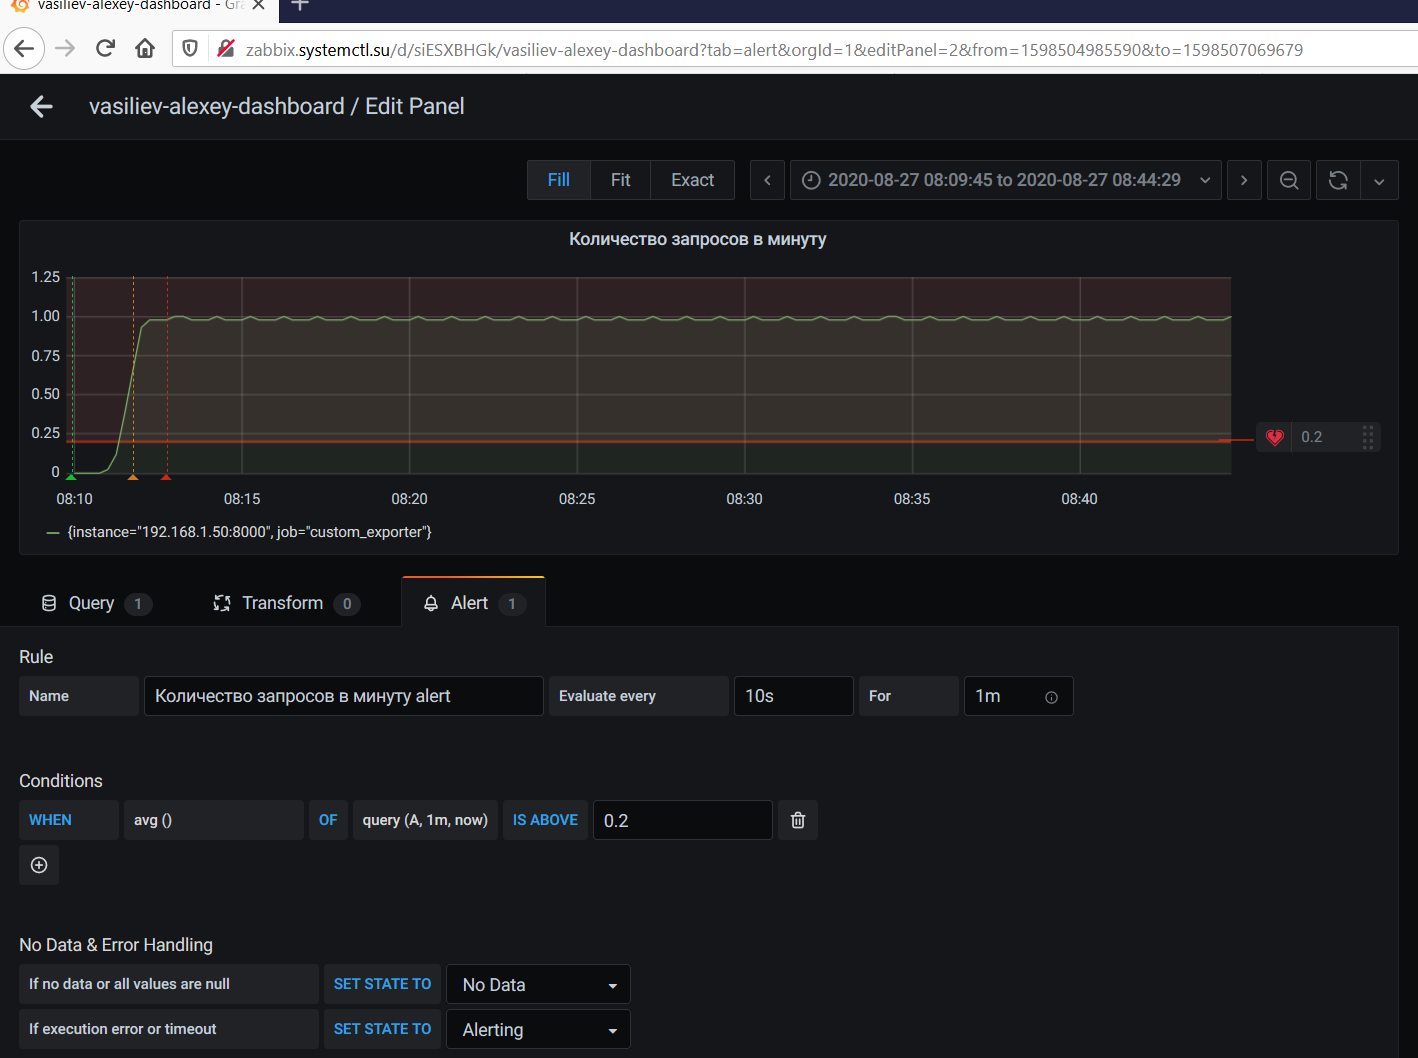 vasiliev-alexey-dashboard - Gra
zabbix.systemctl.su/d/siESXBHGk/vasiliev-alexey-dashboard?tab=alert&orgId=1&editPanel=2&from=1598504985590&to=1598507069679
vasiliev-alexey-dashboard / Edit Panel
Fill Fit Exact 2020-08-27 08:09:45 to 2020-08-27 08:44:29
Количество запросов в минуту
1.25
1.00
0.75
0.50
0.25
0
0.2
08:10 08:15 08:20 08:25 08:30 08:35 08:40
{instance="192.168.1.50:8000", job="custom_exporter"}
Query 1 Transform 0 Alert 1
Rule
Name Количество запросов в минуту alert Evaluate every 10s For 1m
Conditions
WHEN avg () OF query (A, 1m, now) IS ABOVE 0.2
No Data & Error Handling
If no data or all values are null SET STATE TO No Data
If execution error or timeout SET STATE TO Alerting